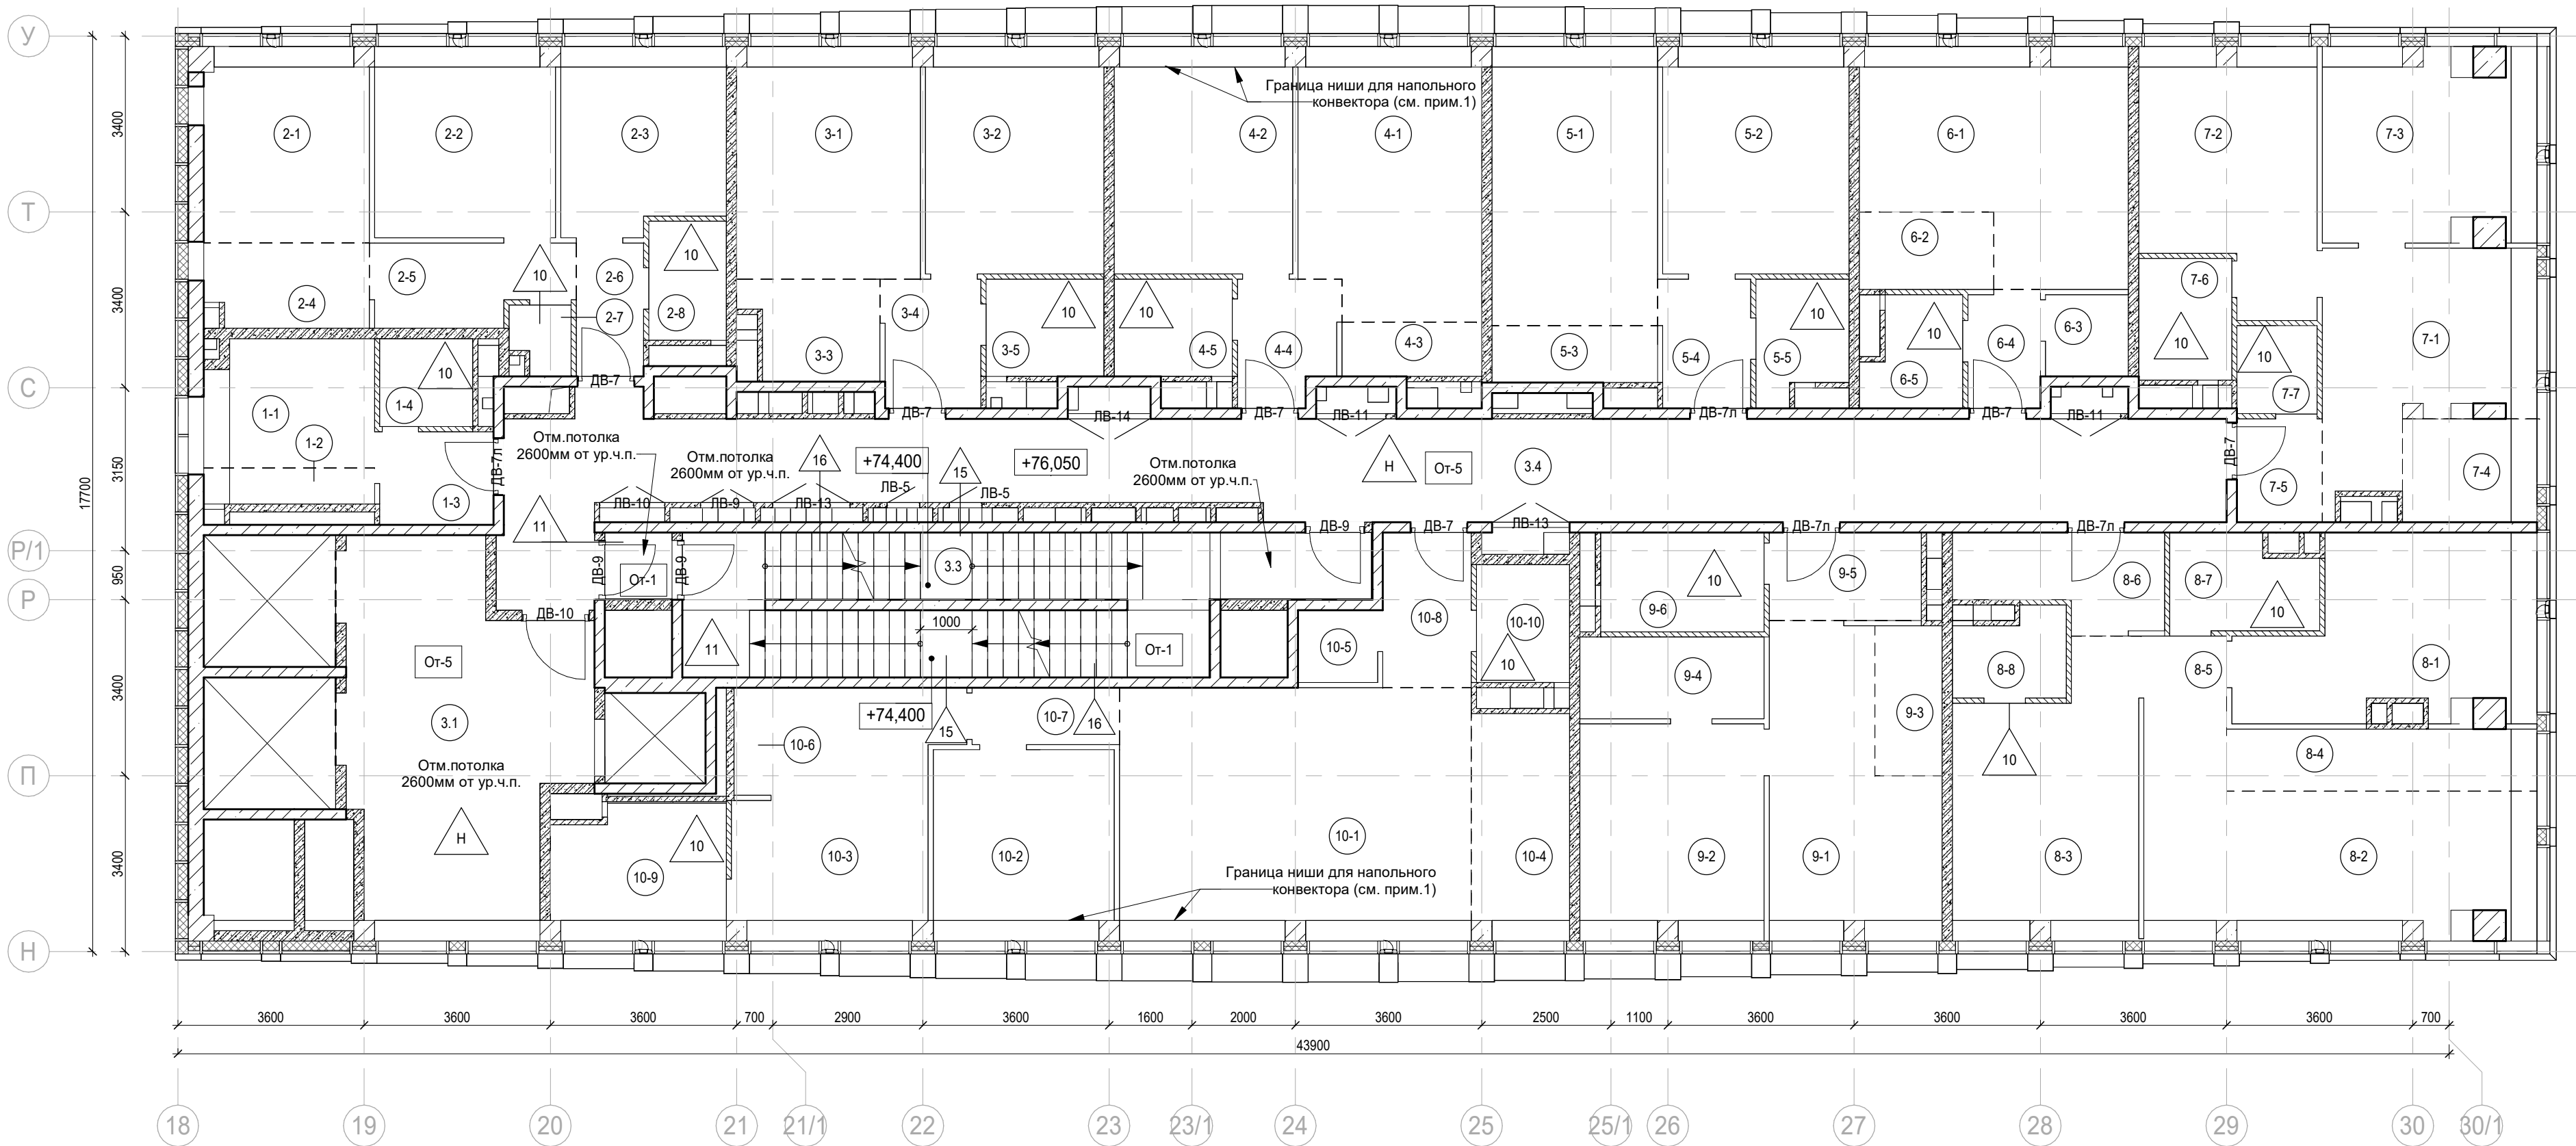 У
Т
С
Р/1
Р
П
Н
17700
3400
3400
3150
950
3400
3400
2-1
2-2
2-3
3-1
3-2
4-2
4-1
5-1
5-2
6-1
7-2
7-3
Граница ниши для напольного
конвектора (см. прим.1)
2-4
2-5
10
2-6
2-7
10
2-8
3-3
3-4
3-5
10
10
4-5
4-4
4-3
5-3
5-4
10
5-5
6-2
10
6-5
6-4
6-3
7-6
10
10
7-7
7-1
1-1
1-2
1-4
10
1-3
ДВ-7
ДВ-7
ЛВ-14
ДВ-7
ЛВ-11
ДВ-7л
ДВ-7
ЛВ-11
ДВ-7л
ДВ-7
Отм.потолка
2600мм от ур.ч.п.
Отм.потолка
2600мм от ур.ч.п.
16
+74,400
15
+76,050
Отм.потолка
2600мм от ур.ч.п.
Н
От-5
3.4
7-5
7-4
ЛВ-10
ЛВ-9
ЛВ-13
ЛВ-5
ЛВ-5
11
ДВ-9
От-1
ДВ-9
3.3
ДВ-9
ДВ-7
ЛВ-13
ДВ-7л
ДВ-7л
ДВ-10
1000
11
От-1
10-5
10-8
10-10
10
9-6
10
9-5
9-4
9-3
8-6
8-7
10
8-8
8-5
8-1
10
8-4
От-5
3.1
Отм.потолка
2600мм от ур.ч.п.
Н
+74,400
15
10-7
16
10-6
10
10-9
10-3
10-2
10-1
10-4
9-2
9-1
8-3
8-2
Граница ниши для напольного
конвектора (см. прим.1)
3600
3600
3600
700
2900
3600
1600
2000
3600
2500
1100
3600
3600
3600
3600
700
43900
18
19
20
21
21/1
22
23
23/1
24
25
25/1
26
27
28
29
30
30/1